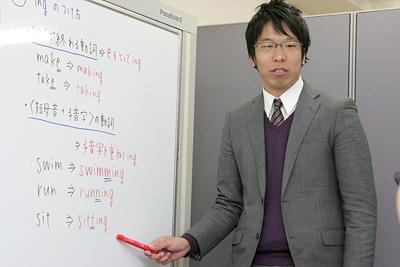 Panaboard
ing のつけ方
で終わる動詞 ⇒ eをとってing
make ⇒ making
take ⇒ taking
・〈短母音+子音字〉の動詞
⇒ 子音字を重ねてing
swim ⇒ swimming
run ⇒ running
sit ⇒ sitting